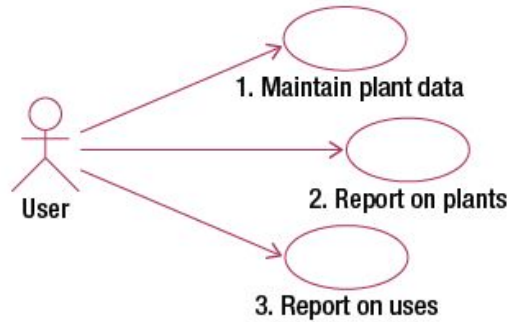 1. Maintain plant data
User
2. Report on plants
3. Report on uses